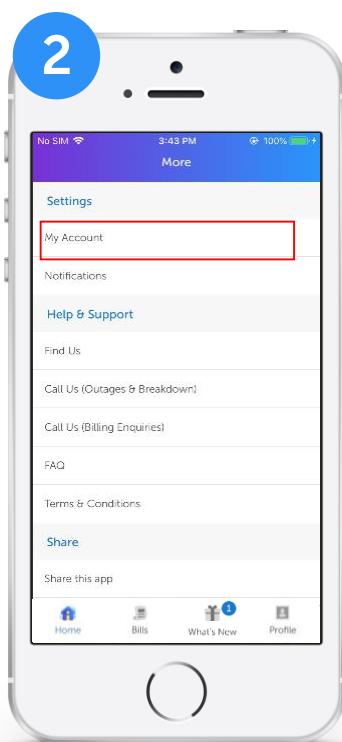 2
No SIM 3:43 PM 100%
More
Settings
My Account
Notifications
Help & Support
Find Us
Call Us (Outages & Breakdown)
Call Us (Billing Enquiries)
FAQ
Terms & Conditions
Share
Share this app
1
Home Bills What's New Profile